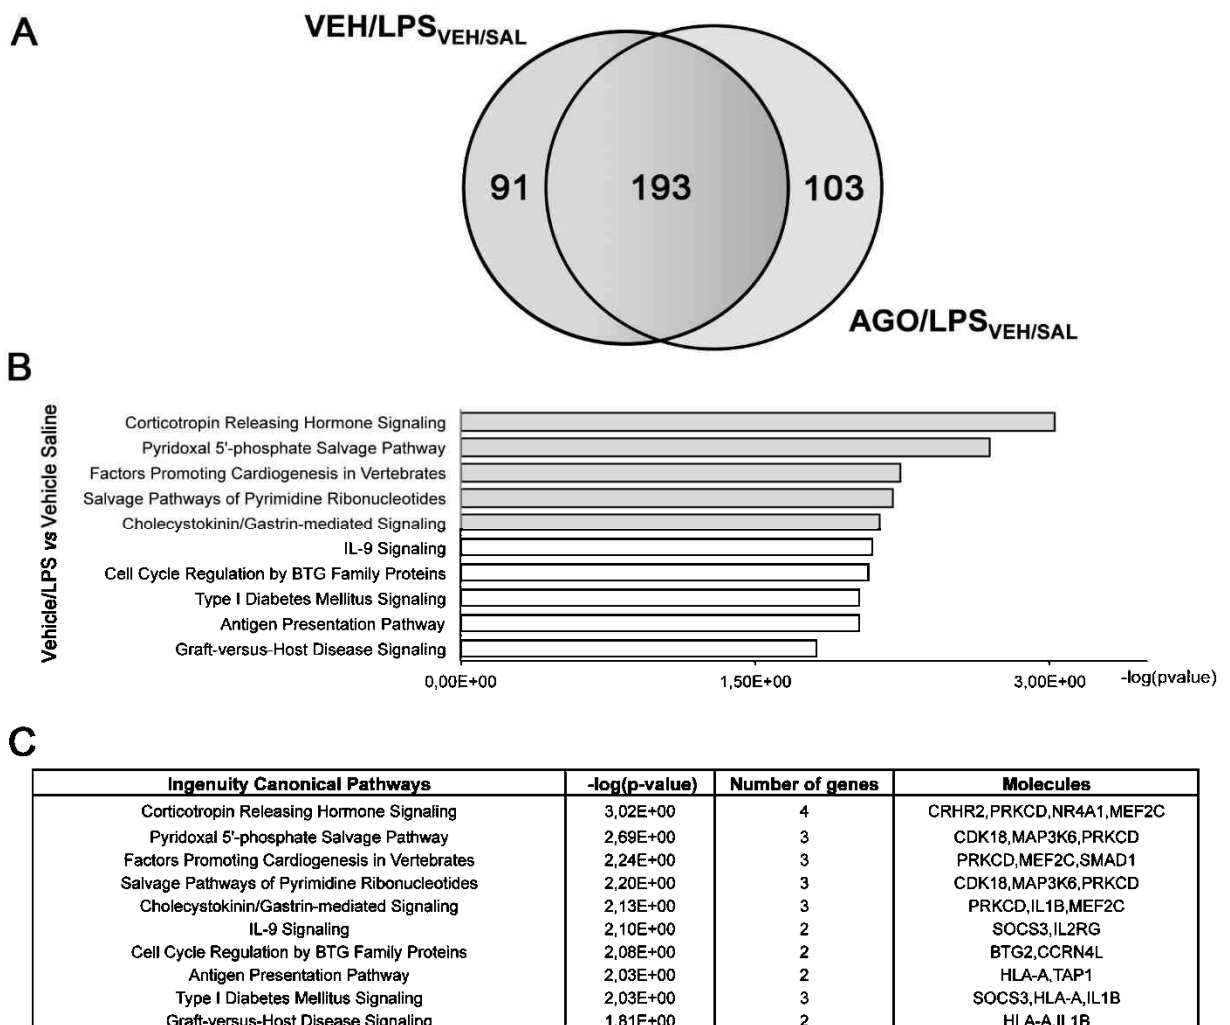 A
VEH/LPS VEH/SAL
91
193
103
AGO/LPS VEH/SAL
B
Vehicle/LPS vs Vehicle Saline
Corticotropin Releasing Hormone Signaling
Pyridoxal 5'-phosphate Salvage Pathway
Factors Promoting Cardiogenesis in Vertebrates
Salvage Pathways of Pyrimidine Ribonucleotides
Cholecystokinin/Gastrin-mediated Signaling
IL-9 Signaling
Cell Cycle Regulation by BTG Family Proteins
Type I Diabetes Mellitus Signaling
Antigen Presentation Pathway
Graft-versus-Host Disease Signaling
0,00E+00 1,50E+00 3,00E+00 -log(pvalue)
C
Ingenuity Canonical Pathways -log(p-value) Number of genes Molecules
Corticotropin Releasing Hormone Signaling 3,02E+00 4 CRHR2,PRKCD,NR4A1,MEF2C
Pyridoxal 5'-phosphate Salvage Pathway 2,69E+00 3 CDK18,MAP3K6,PRKCD
Factors Promoting Cardiogenesis in Vertebrates 2,24E+00 3 PRKCD,MEF2C,SMAD1
Salvage Pathways of Pyrimidine Ribonucleotides 2,20E+00 3 CDK18,MAP3K6,PRKCD
Cholecystokinin/Gastrin-mediated Signaling 2,13E+00 3 PRKCD,IL1B,MEF2C
IL-9 Signaling 2,10E+00 2 SOCS3,IL2RG
Cell Cycle Regulation by BTG Family Proteins 2,08E+00 2 BTG2,CCRN4L
Antigen Presentation Pathway 2,03E+00 2 HLA-A,TAP1
Type I Diabetes Mellitus Signaling 2,03E+00 3 SOCS3,HLA-A,IL1B
Graft-versus-Host Disease Signaling 1,81E+00 2 HLA-A,IL1B